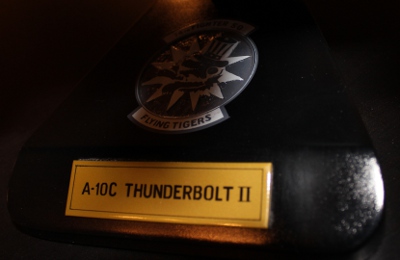 FLYING TIGERS
A-10C THUNDERBOLT II